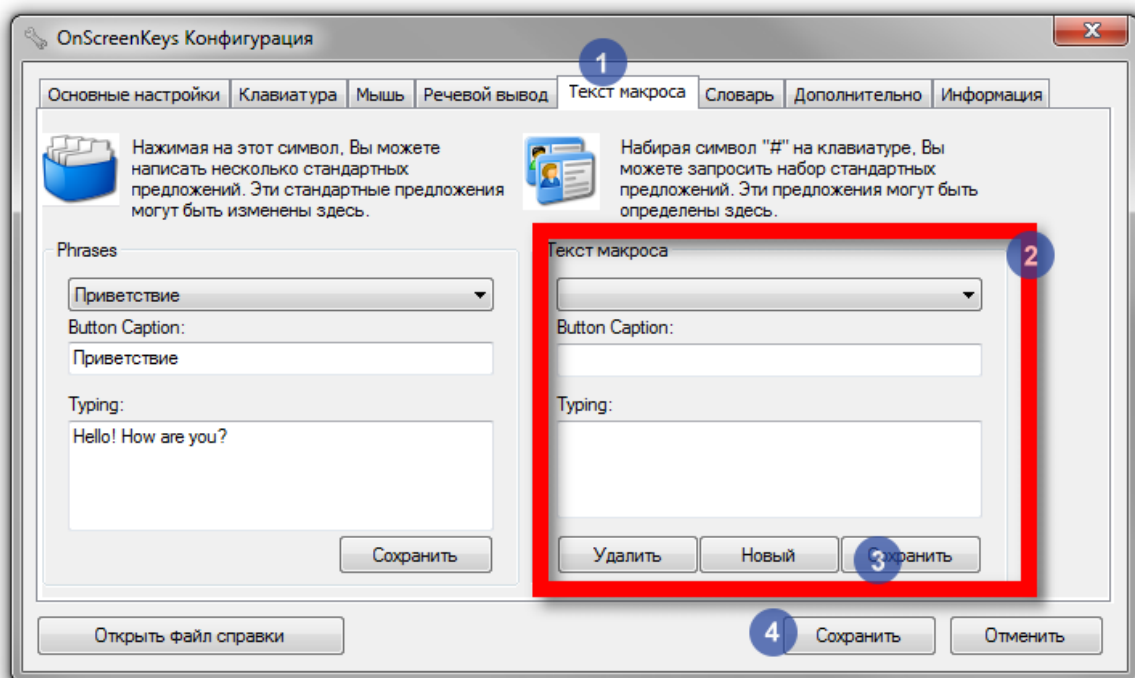 OnScreenKeys Конфигурация
1
Основные настройки Клавиатура Мышь Речевой вывод Текст макроса Словарь Дополнительно Информация
Нажимая на этот символ, Вы можете
написать несколько стандартных
предложений. Эти стандартные предложения
могут быть изменены здесь.
Набирая символ "#" на клавиатуре, Вы
можете запросить набор стандартных
предложений. Эти предложения могут быть
определены здесь.
Phrases
Приветствие
Button Caption:
Приветствие
Typing:
Hello! How are you?
Сохранить
Текст макроса
2
Button Caption:
Typing:
Удалить Новый Сохранить
3
Открыть файл справки
4
Сохранить Отменить